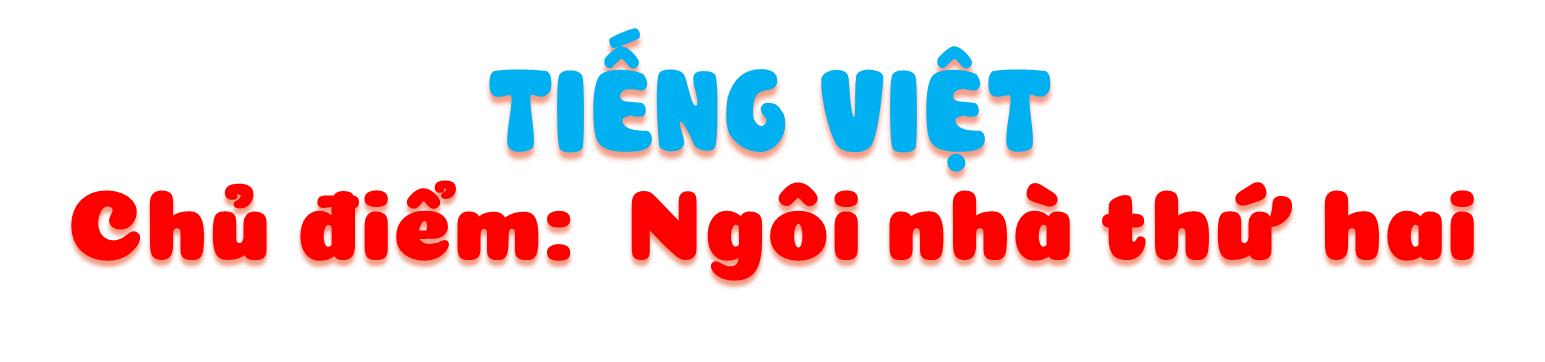 TIẾNG VIỆT
Chủ điểm: Ngôi nhà thứ hai